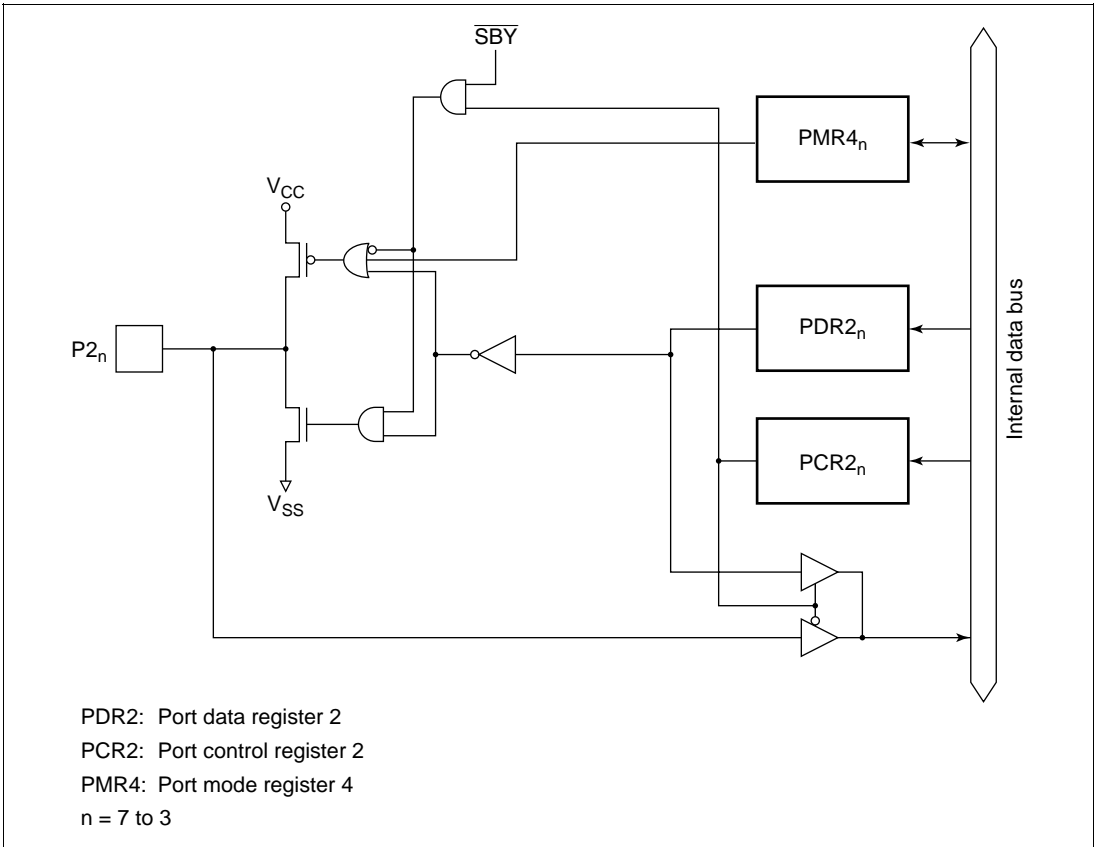 SBY
PMR4n
VCC
PDR2n
P2n
Internal data bus
PCR2n
VSS
PDR2: Port data register 2
PCR2: Port control register 2
PMR4: Port mode register 4
n = 7 to 3